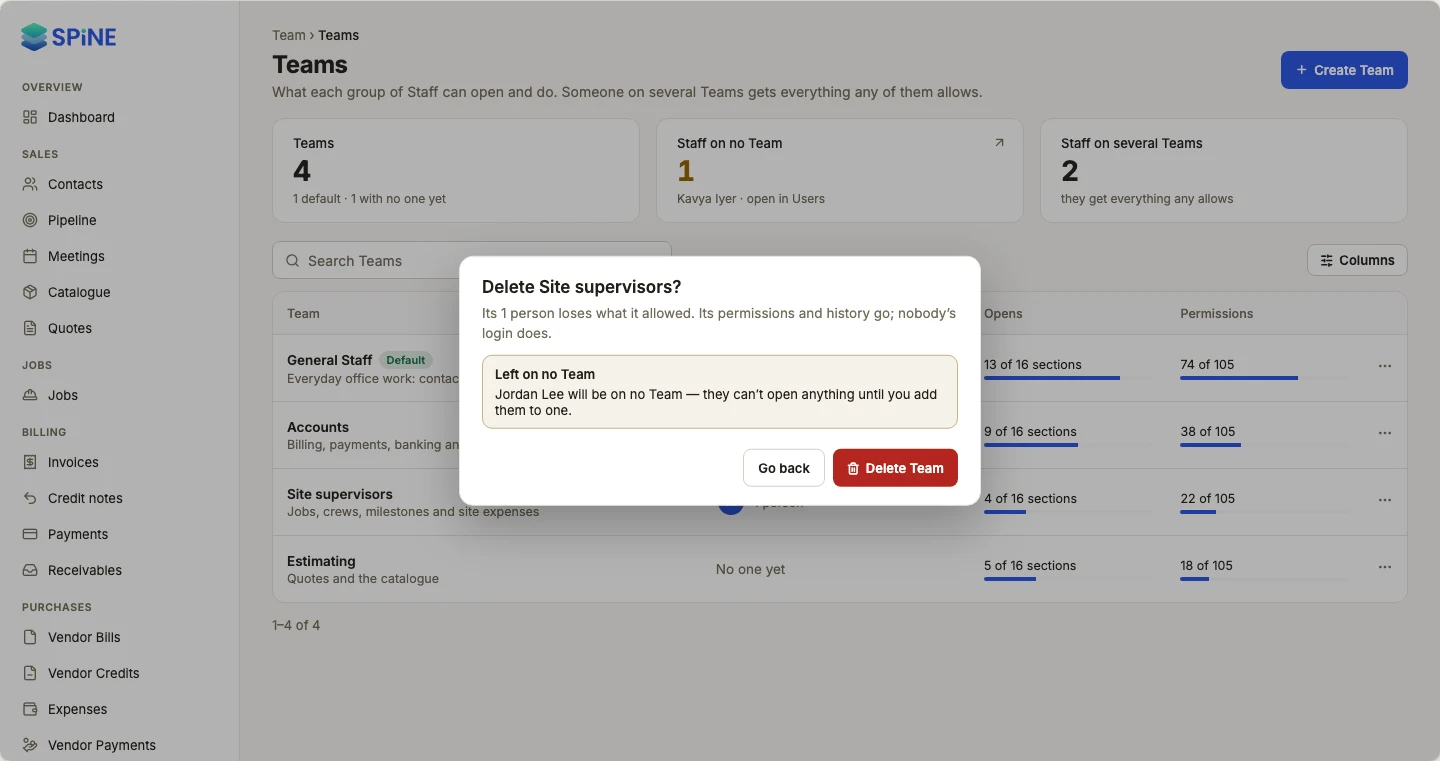 SPiNE
OVERVIEW
Dashboard
SALES
Contacts
Pipeline
Meetings
Catalogue
Quotes
JOBS
Jobs
BILLING
Invoices
Credit notes
Payments
Receivables
PURCHASES
Vendor Bills
Vendor Credits
Expenses
Vendor Payments
Team › Teams
Teams
What each group of Staff can open and do. Someone on several Teams gets everything any of them allows.
+ Create Team
Teams
4
1 default · 1 with no one yet
Staff on no Team
1
Kavya Iyer · open in Users
Staff on several Teams
2
they get everything any allows
Search Teams
Columns
Team Opens Permissions
General Staff Default 13 of 16 sections 74 of 105
Everyday office work: contac
Accounts 9 of 16 sections 38 of 105
Billing, payments, banking an
Site supervisors 4 of 16 sections 22 of 105
Jobs, crews, milestones and site expenses
Estimating No one yet 5 of 16 sections 18 of 105
Quotes and the catalogue
1–4 of 4
Delete Site supervisors?
Its 1 person loses what it allowed. Its permissions and history go; nobody’s
login does.
Left on no Team
Jordan Lee will be on no Team — they can’t open anything until you add
them to one.
Go back
Delete Team